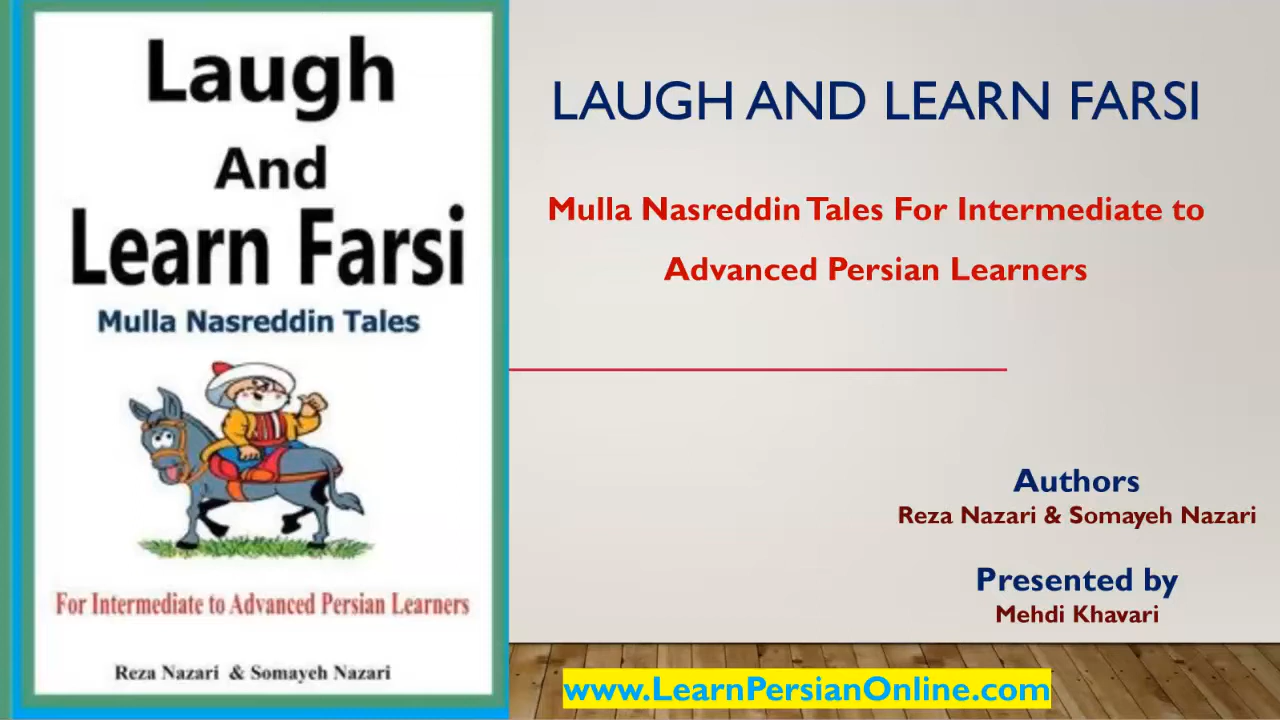 Laugh
And
Learn Farsi
Mulla Nasreddin Tales
For Intermediate to Advanced Persian Learners
Reza Nazari & Somayeh Nazari
LAUGH AND LEARN FARSI
Mulla Nasreddin Tales For Intermediate to
Advanced Persian Learners
Authors
Reza Nazari & Somayeh Nazari
Presented by
Mehdi Khavari
www.LearnPersianOnline.com